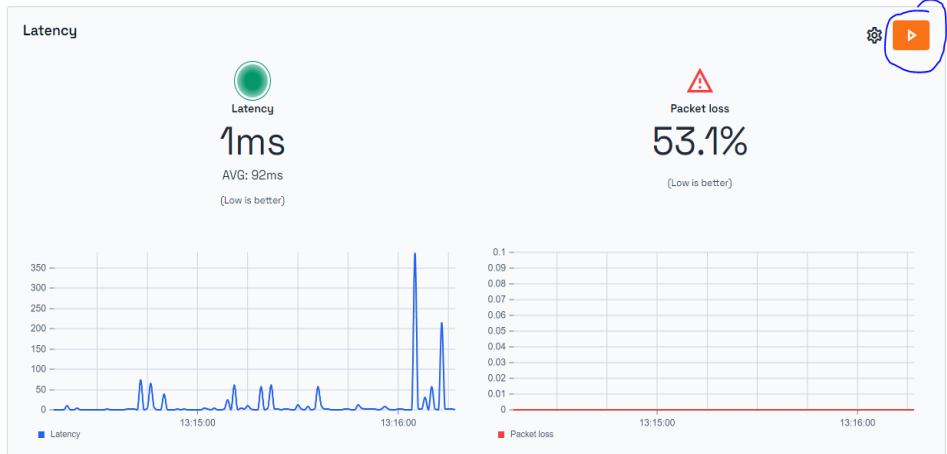 Latency
Latency
1ms
AVG: 92ms
(Low is better)
Packet loss
53.1%
(Low is better)
350
300
250
200
150
100
50
0
13:15:00
13:16:00
Latency
0.1
0.09
0.08
0.07
0.06
0.05
0.04
0.03
0.02
0.01
0
13:15:00
13:16:00
Packet loss